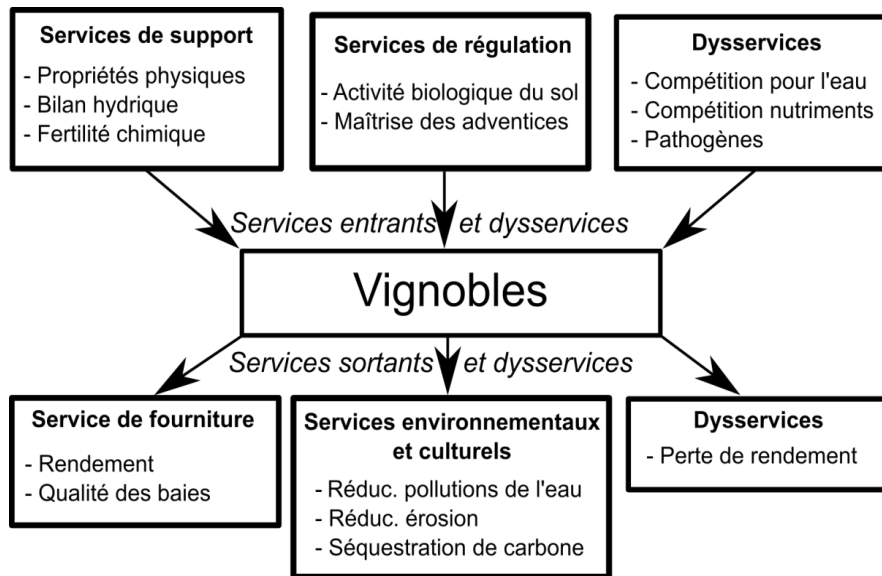 Services de support
- Propriétés physiques
- Bilan hydrique
- Fertilité chimique
Services de régulation
- Activité biologique du sol
- Maîtrise des adventices
Dysservices
- Compétition pour l'eau
- Compétition nutriments
- Pathogènes
Services entrants et dysservices
Vignobles
Services sortants et dysservices
Service de fourniture
- Rendement
- Qualité des baies
Services environnementaux
et culturels
- Réduc. pollutions de l'eau
- Réduc. érosion
- Séquestration de carbone
Dysservices
- Perte de rendement